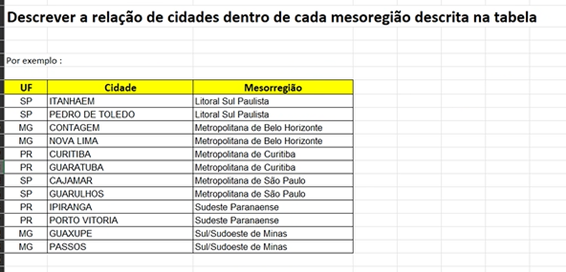 Descrever a relação de cidades dentro de cada mesoregião descrita na tabela
Por exemplo :
UF Cidade Mesorregião
SP ITANHAEM Litoral Sul Paulista
SP PEDRO DE TOLEDO Litoral Sul Paulista
MG CONTAGEM Metropolitana de Belo Horizonte
MG NOVA LIMA Metropolitana de Belo Horizonte
PR CURITIBA Metropolitana de Curitiba
PR GUARATUBA Metropolitana de Curitiba
SP CAJAMAR Metropolitana de São Paulo
SP GUARULHOS Metropolitana de São Paulo
PR IPIRANGA Sudeste Paranaense
PR PORTO VITORIA Sudeste Paranaense
MG GUAXUPE Sul/Sudoeste de Minas
MG PASSOS Sul/Sudoeste de Minas